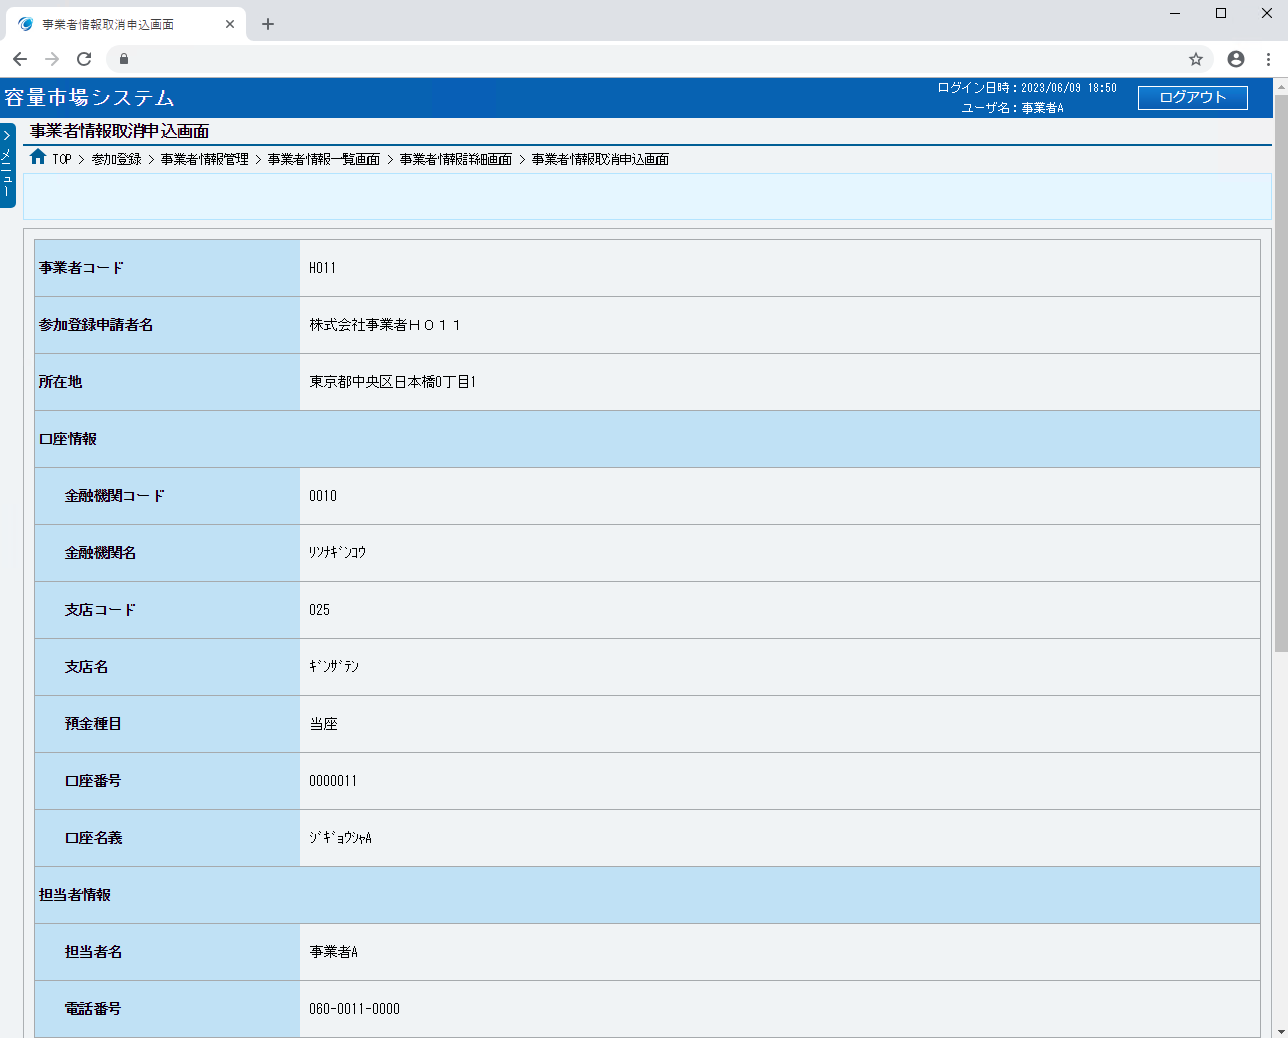 事業者情報取消申込画面
容量市場システム
ログイン日時：2023/06/09 18:50
ユーザ名：事業者A
ログアウト
事業者情報取消申込画面
メニュー
TOP > 参加登録 > 事業者情報管理 > 事業者情報一覧画面 > 事業者情報詳細画面 > 事業者情報取消申込画面
事業者コード H011
参加登録申請者名 株式会社事業者Ｈ０１１
所在地 東京都中央区日本橋0丁目1
口座情報
金融機関コード 0010
金融機関名 ﾘｿﾅｷﾞﾝｺｳ
支店コード 025
支店名 ｷﾞﾝｻﾞﾃﾝ
預金種目 当座
口座番号 0000011
口座名義 ｼﾞｷﾞｮｳｼｬA
担当者情報
担当者名 事業者A
電話番号 060-0011-0000